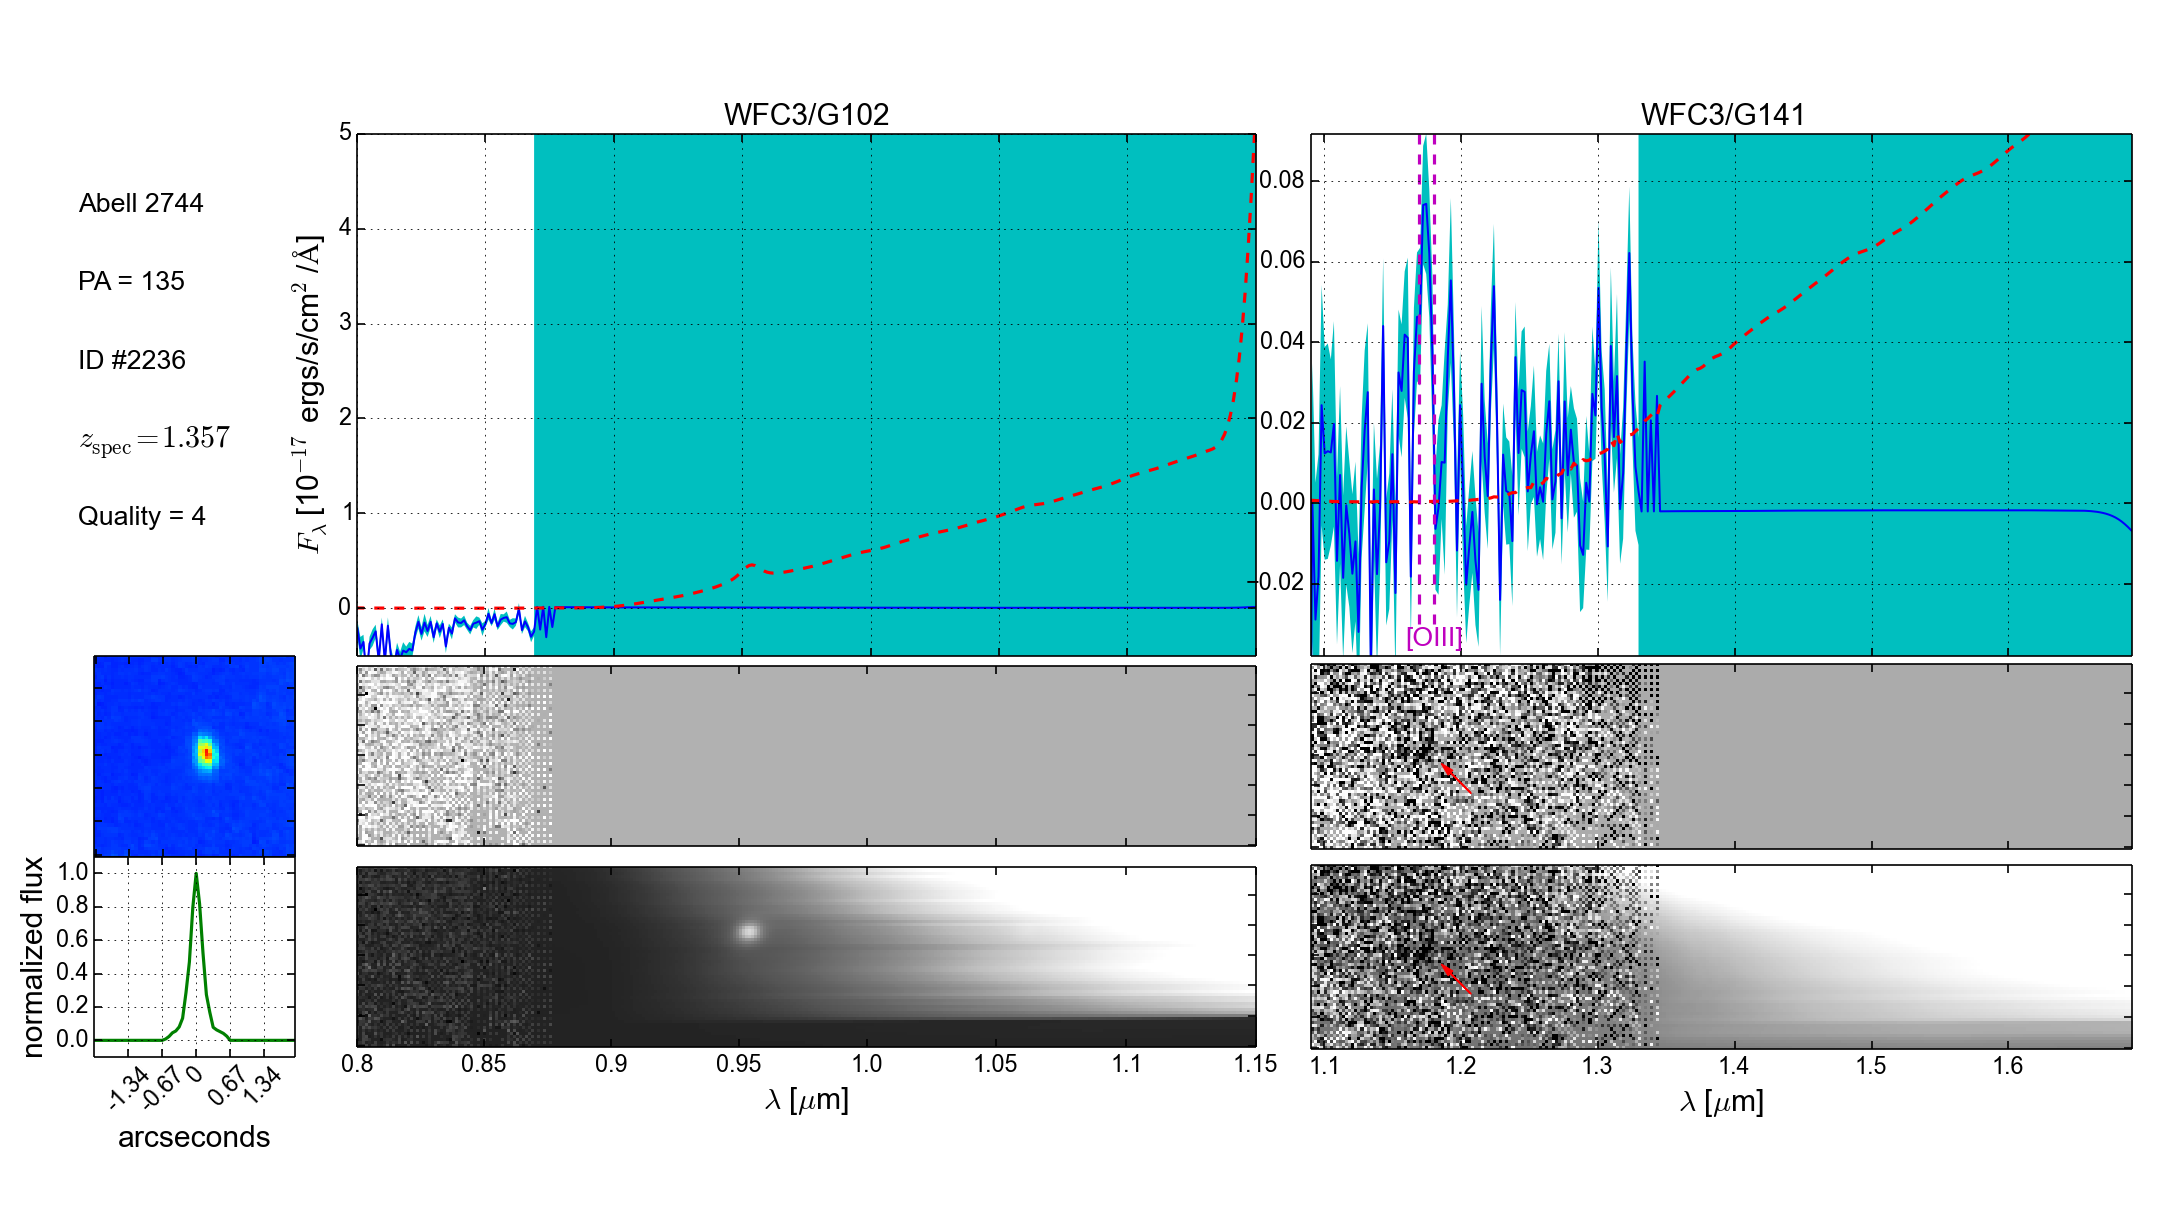 WFC3/G102
WFC3/G141
Abell 2744
PA = 135
ID #2236
z_spec = 1.357
Quality = 4
F_λ [10^−17 ergs/s/cm^2 /Å]
5
4
3
2
1
0
0.08
0.06
0.04
0.02
0.00
0.02
[OIII]
normalized flux
1.0
0.8
0.6
0.4
0.2
0.0
-1.34
-0.67
0
0.67
1.34
arcseconds
0.8
0.85
0.9
0.95
1.0
1.05
1.1
1.15
λ [μm]
1.1
1.2
1.3
1.4
1.5
1.6
λ [μm]